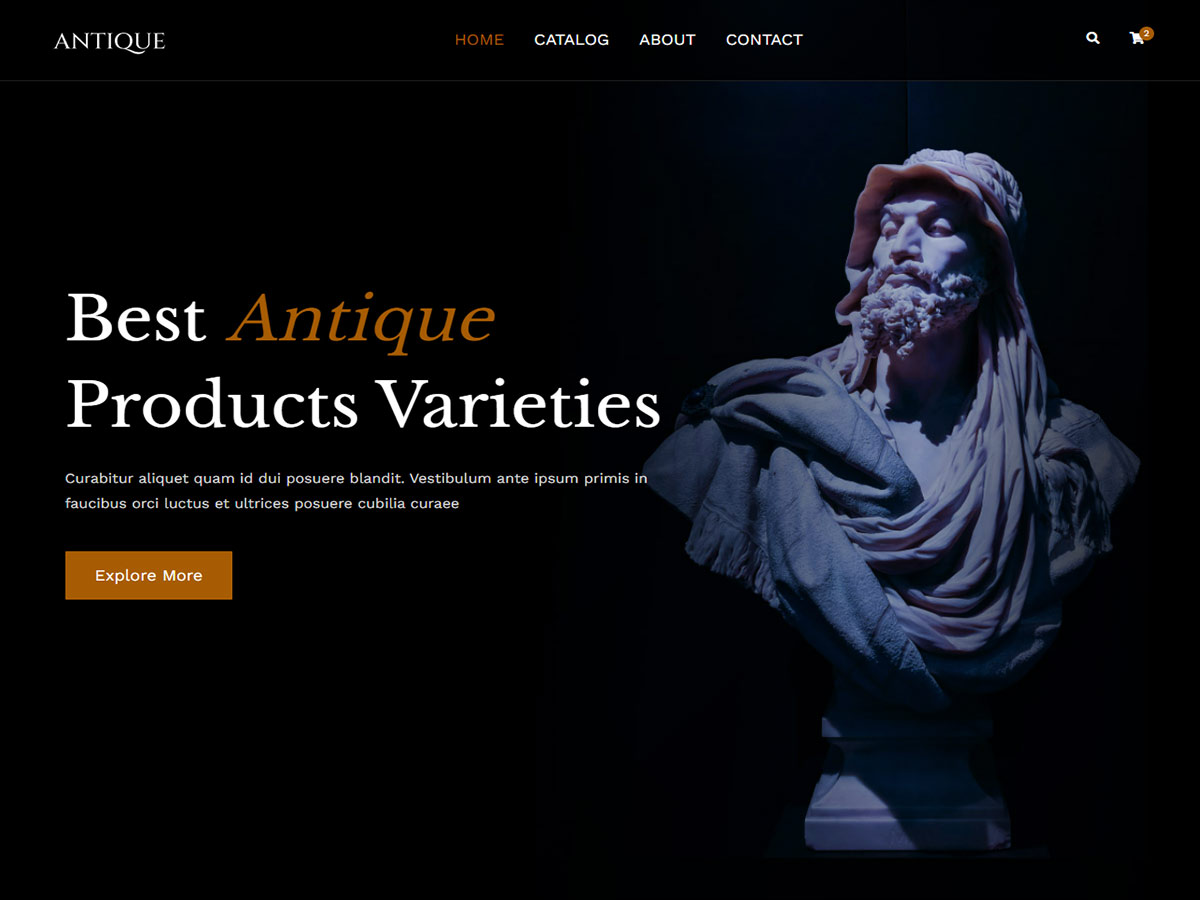 ANTIQUE
HOME CATALOG ABOUT CONTACT
2
Best Antique
Products Varieties
Curabitur aliquet quam id dui posuere blandit. Vestibulum ante ipsum primis in
faucibus orci luctus et ultrices posuere cubilia curaee
Explore More